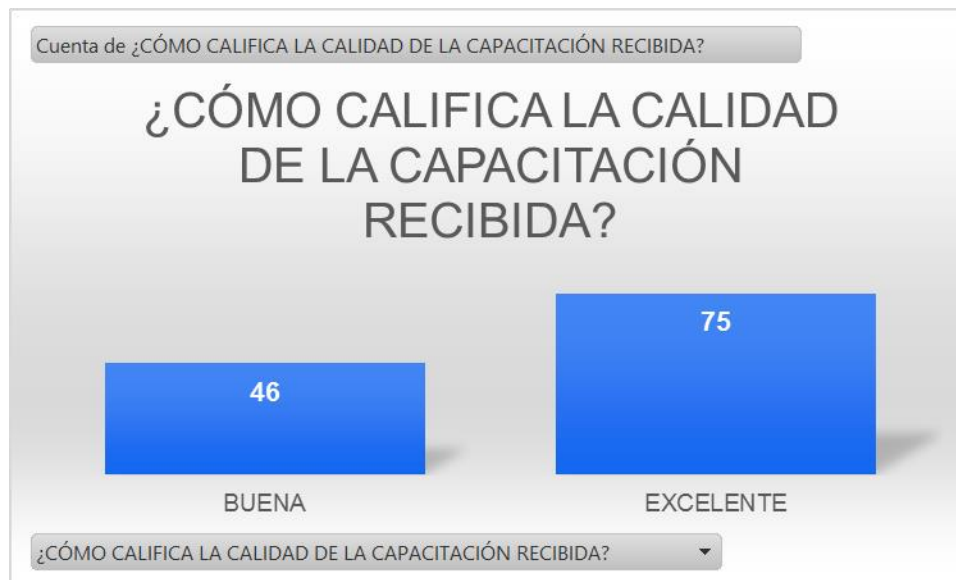 Cuenta de ¿CÓMO CALIFICA LA CALIDAD DE LA CAPACITACIÓN RECIBIDA?
¿CÓMO CALIFICA LA CALIDAD
DE LA CAPACITACIÓN
RECIBIDA?
75
46
BUENA
EXCELENTE
¿CÓMO CALIFICA LA CALIDAD DE LA CAPACITACIÓN RECIBIDA?